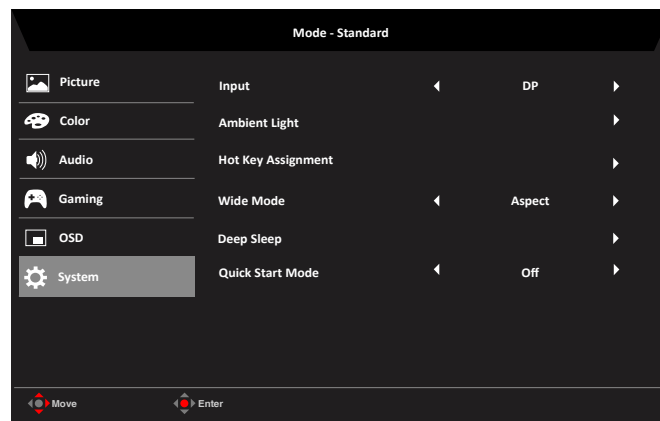 Mode - Standard
Picture
Input DP
Color
Ambient Light
Audio
Hot Key Assignment
Gaming
Wide Mode Aspect
OSD
Deep Sleep
System
Quick Start Mode Off
Move Enter